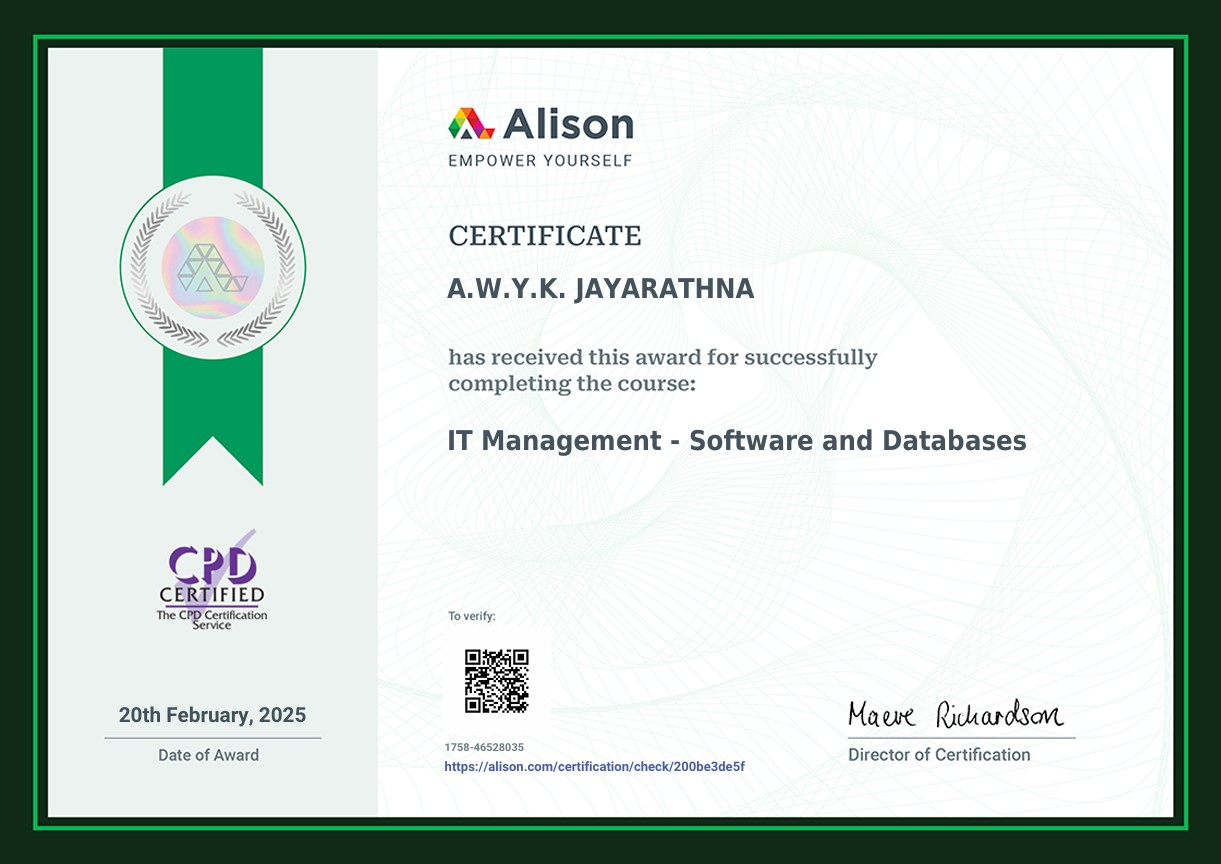 Alison
EMPOWER YOURSELF
CERTIFICATE
A.W.Y.K. JAYARATHNA
has received this award for successfully
completing the course:
IT Management - Software and Databases
CPD
CERTIFIED
The CPD Certification
Service
20th February, 2025
Date of Award
To verify:
1758-46528035
https://alison.com/certification/check/200be3de5f
Maeve Richardson
Director of Certification